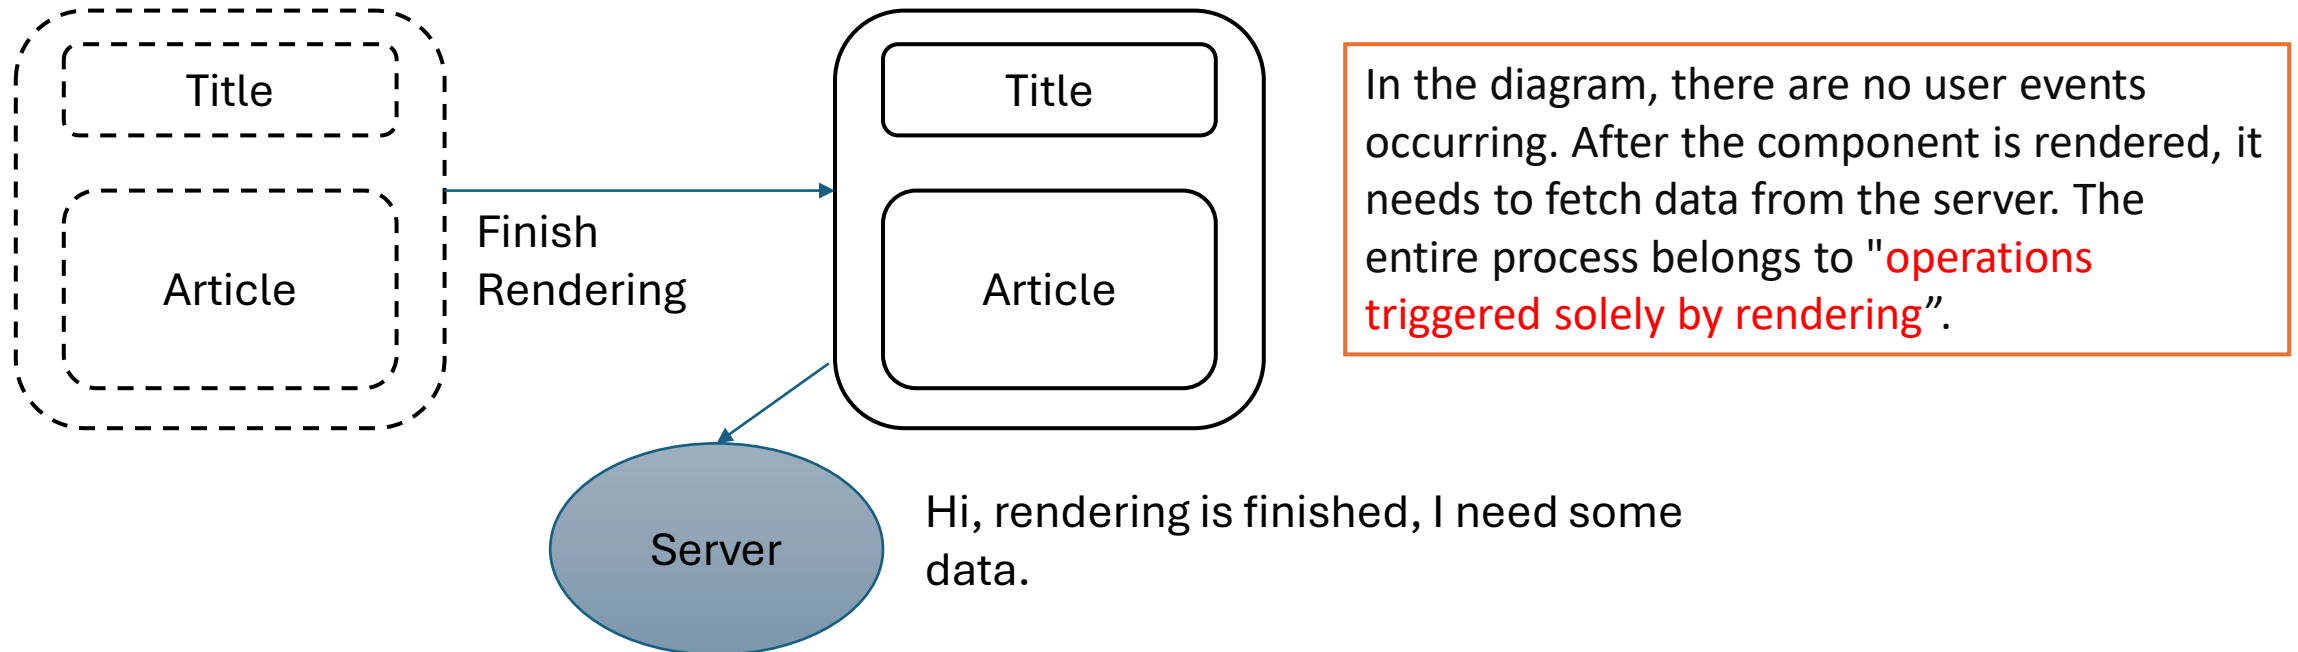 Title
Article
Finish
Rendering
Title
Article
In the diagram, there are no user events
occurring. After the component is rendered, it
needs to fetch data from the server. The
entire process belongs to "operations
triggered solely by rendering”.
Server
Hi, rendering is finished, I need some
data.